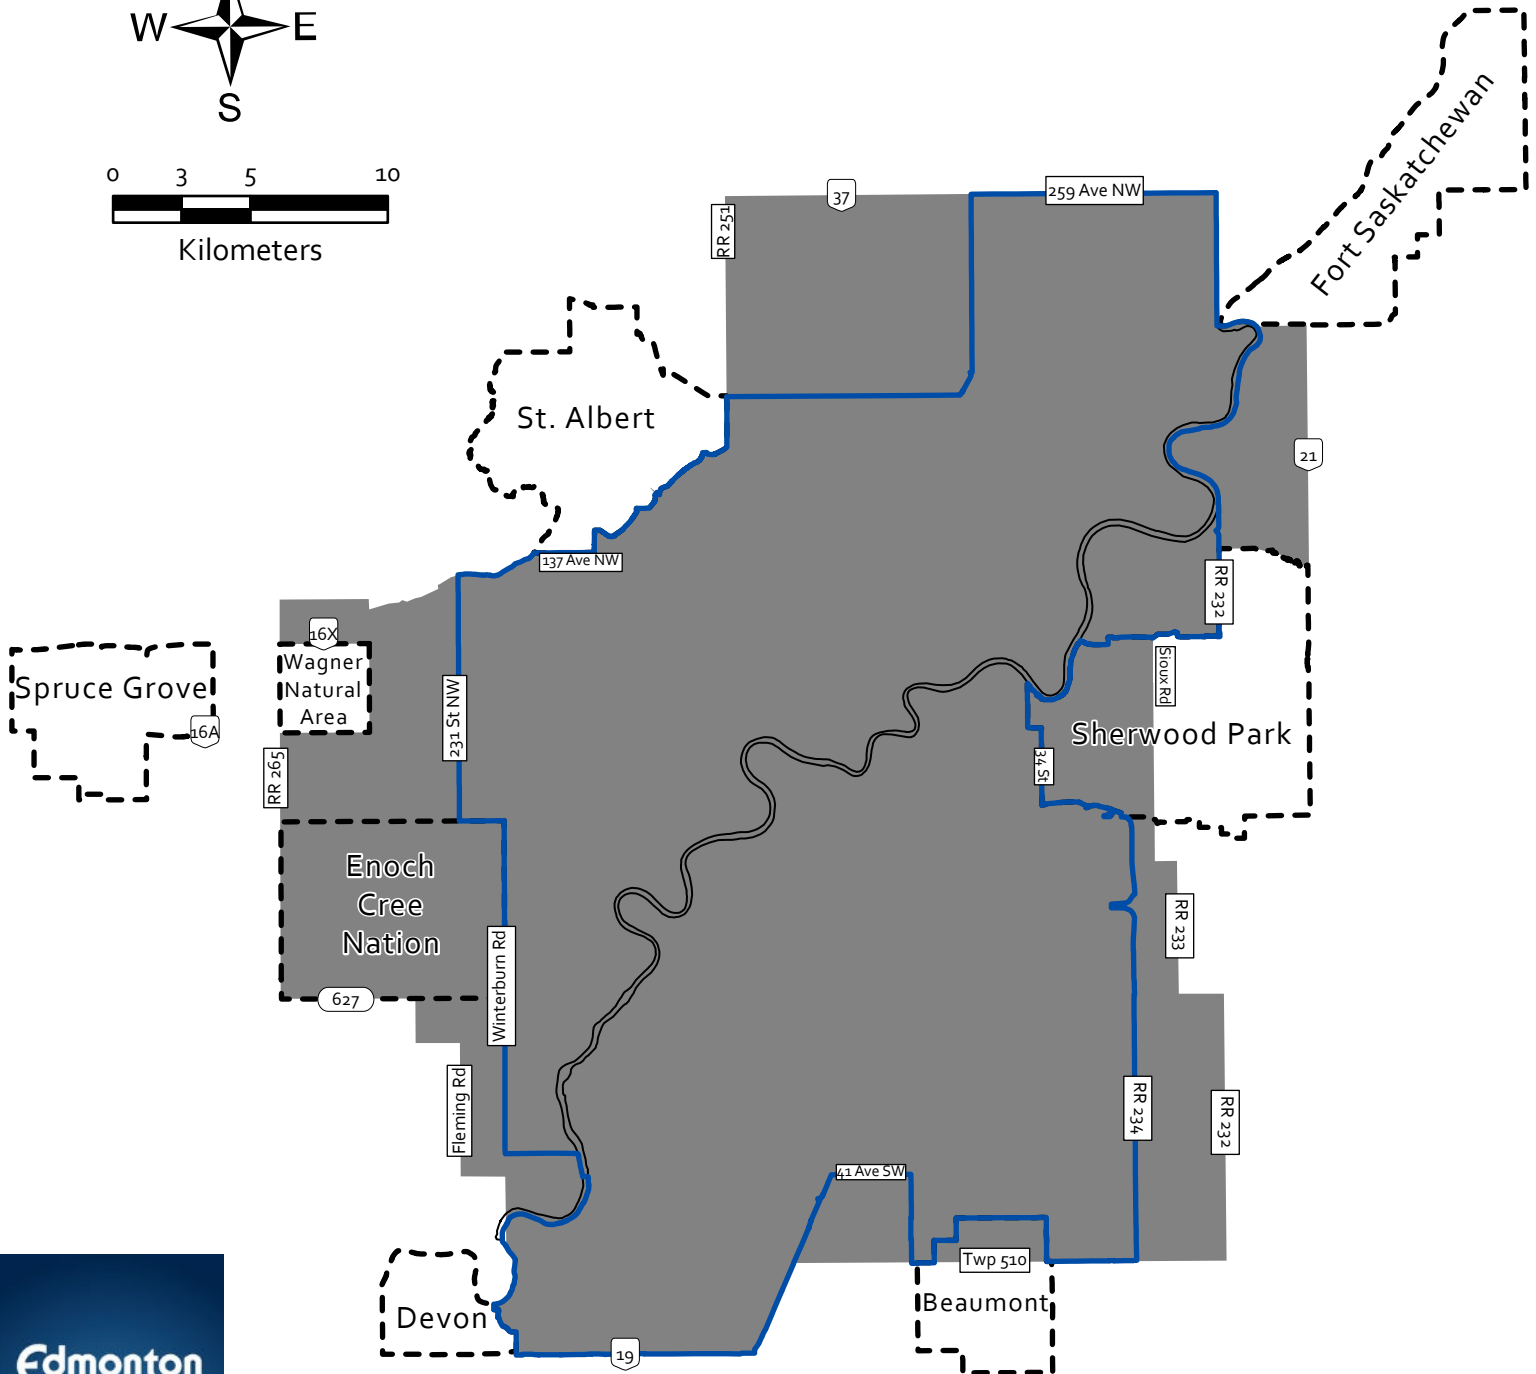 W E
S
0 3 5 10
Kilometers
37
259 Ave NW
RR 251
Fort Saskatchewan
St. Albert
21
137 Ave NW
RR 232
16X
Wagner
Natural
Area
Spruce Grove
16A
231 St NW
Sioux Rd
Sherwood Park
34 St
RR 265
Enoch
Cree
Nation
627
Winterburn Rd
RR 233
Fleming Rd
RR 234
RR 232
41 Ave SW
Twp 510
Beaumont
Devon
19
Edmonton